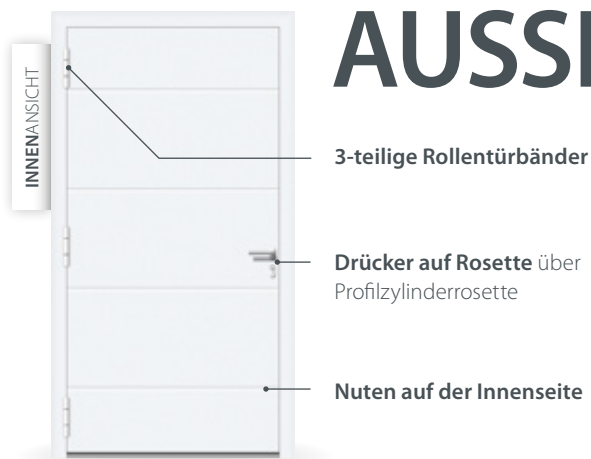 AUSSI
INNENANSICHT
3-teilige Rollentürbänder
Drücker auf Rosette über
Profilzylinderrosette
Nuten auf der Innenseite